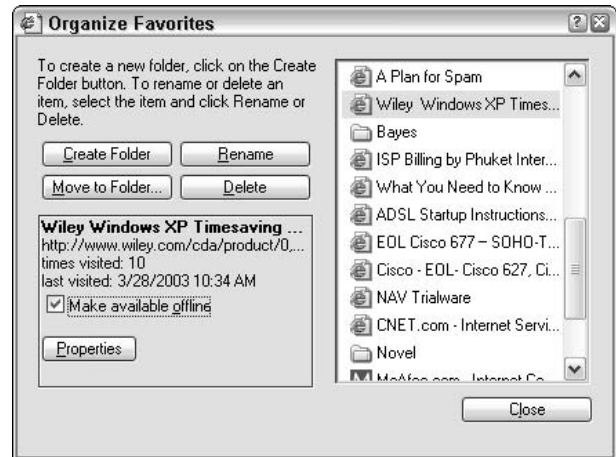 Organize Favorites
To create a new folder, click on the Create
Folder button. To rename or delete an
item, select the item and click Rename or
Delete.
Create Folder
Rename
Move to Folder...
Delete
Wiley Windows XP Timesaving ...
http://www.wiley.com/cda/product/0,...
times visited: 10
last visited: 3/28/2003 10:34 AM
Make available offline
Properties
A Plan for Spam
Wiley Windows XP Times...
Bayes
ISP Billing by Phuket Inter...
What You Need to Know ...
ADSL Startup Instructions...
EOL Cisco 677 – SOHO-T...
Cisco - EOL- Cisco 627, Ci...
NAV Trialware
CNET.com - Internet Servi...
Novel
McAfee.com - Internet Co...
Close